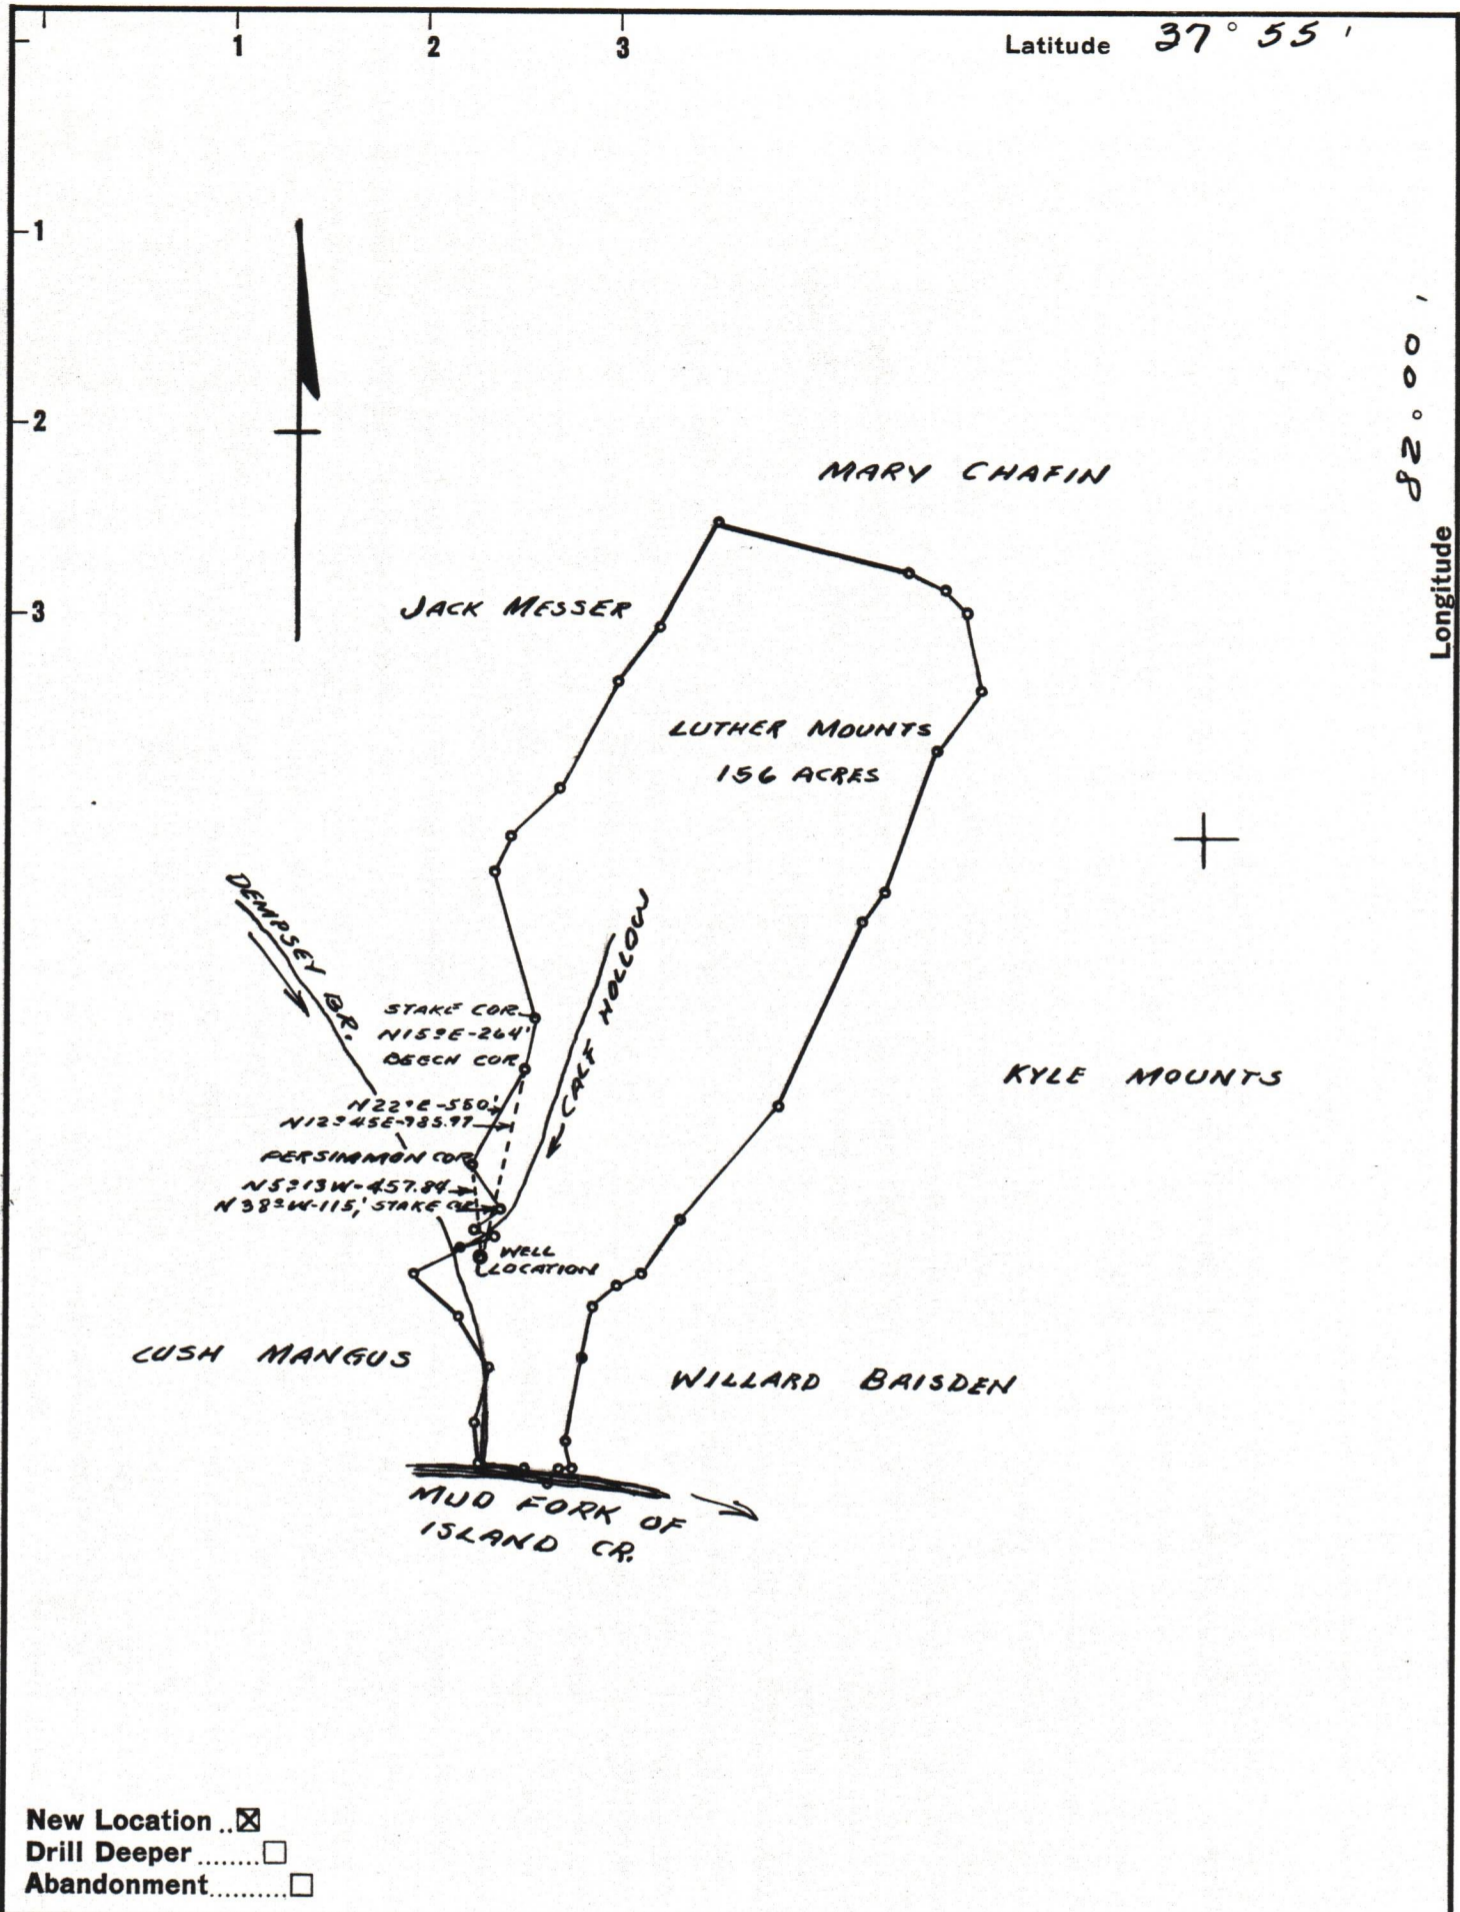 1 2 3 Latitude 37° 55'
1
2
3
Longitude 82° 00'
MARY CHAFIN
JACK MESSER
LUTHER MOUNTS
156 ACRES
DEMPSEY BR.
CALF HOLLOW
STAKE COR.
N15°E-264'
BEECH COR
N22°E-550'
N12°45E-985.97
PERSIMMON COR
N5°13W-457.84
N38°W-115,' STAKE
WELL
LOCATION
KYLE MOUNTS
LUSH MANGUS
WILLARD BAISDEN
MUD FORK OF
ISLAND CR.
New Location ..☒
Drill Deeper ........☐
Abandonment..........☐